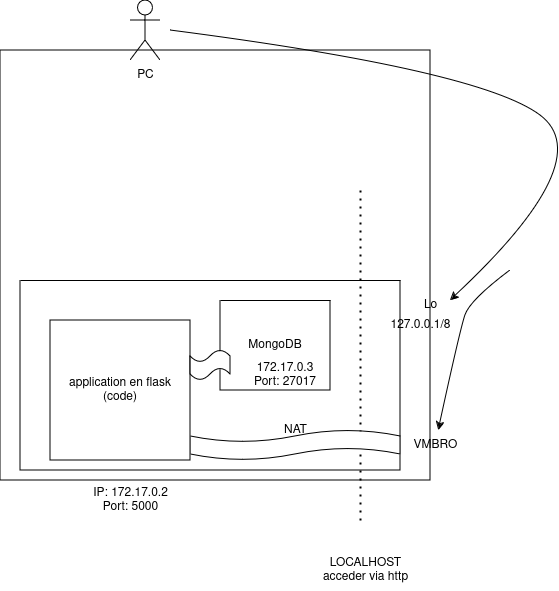 PC
Lo
127.0.0.1/8
MongoDB
172.17.0.3
Port: 27017
application en flask
(code)
NAT
VMBRO
IP: 172.17.0.2
Port: 5000
LOCALHOST
acceder via http